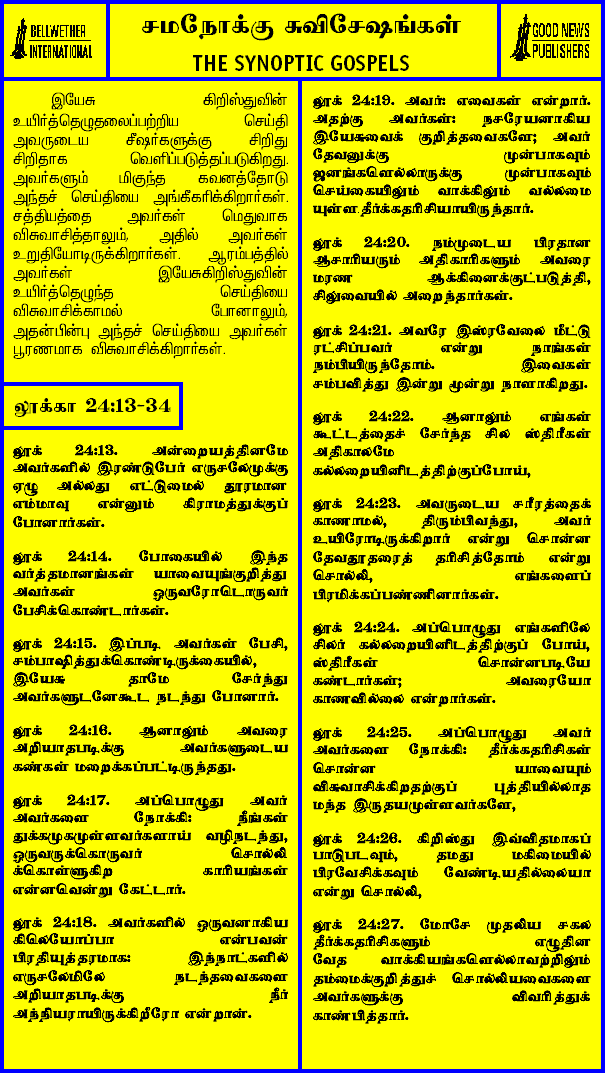 BELLWETHER
INTERNATIONAL
சமநோக்கு சுவிசேஷங்கள்
THE SYNOPTIC GOSPELS
GOOD NEWS
PUBLISHERS
இயேசு கிறிஸ்துவின்
உயிர்த்தெழுதலைப்பற்றிய செய்தி
அவருடைய சீஷர்களுக்கு சிறிது
சிறிதாக வெளிப்படுத்தப்படுகிறது.
அவர்களும் மிகுந்த கவனத்தோடு
அந்தச் செய்தியை அங்கீகரிக்கிறார்கள்.
சத்தியத்தை அவர்கள் மெதுவாக
விசுவாசித்தாலும், அதில் அவர்கள்
உறுதியோடிருக்கிறார்கள். ஆரம்பத்தில்
அவர்கள் இயேசுகிறிஸ்துவின்
உயிர்த்தெழுந்த செய்தியை
விசுவாசிக்காமல் போனாலும்,
அதன்பின்பு அந்தச் செய்தியை அவர்கள்
பூரணமாக விசுவாசிக்கிறார்கள்.
லூக்கா 24:13-34
லூக் 24:13. அன்றையத்தினமே
அவர்களில் இரண்டுபேர் எருசலேமுக்கு
ஏழு அல்லது எட்டுமைல் தூரமான
எம்மாவு என்னும் கிராமத்துக்குப்
போனார்கள்.
லூக் 24:14. போகையில் இந்த
வர்த்தமானங்கள் யாவையுங்குறித்து
அவர்கள் ஒருவரோடொருவர்
பேசிக்கொண்டார்கள்.
லூக் 24:15. இப்படி அவர்கள் பேசி,
சம்பாஷித்துக்கொண்டிருக்கையில்,
இயேசு தாமே சேர்ந்து
அவர்களுடனேகூட நடந்து போனார்.
லூக் 24:16. ஆனாலும் அவரை
அறியாதபடிக்கு அவர்களுடைய
கண்கள் மறைக்கப்பட்டிருந்தது.
லூக் 24:17. அப்பொழுது அவர்
அவர்களை நோக்கி: நீங்கள்
துக்கமுகமுள்ளவர்களாய் வழிநடந்து,
ஒருவருக்கொருவர் சொல்லி
க்கொள்ளுகிற காரியங்கள்
என்னவென்று கேட்டார்.
லூக் 24:18. அவர்களில் ஒருவனாகிய
கிலெயோப்பா என்பவன்
பிரதியுத்தரமாக: இந்நாட்களில்
எருசலேமிலே நடந்தவைகளை
அறியாதபடிக்கு நீர்
அந்நியராயிருக்கிறீரோ என்றான்.
லூக் 24:19. அவர்: எவைகள் என்றார்.
அதற்கு அவர்கள்: நசரேயனாகிய
இயேசுவைக் குறித்தவைகளே; அவர்
தேவனுக்கு முன்பாகவும்
ஜனங்களெல்லாருக்கு முன்பாகவும்
செய்கையிலும் வாக்கிலும் வல்லமை
யுள்ள தீர்க்கதரிசியாயிருந்தார்.
லூக் 24:20. நம்முடைய பிரதான
ஆசாரியரும் அதிகாரிகளும் அவரை
மரண ஆக்கினைக்குட்படுத்தி,
சிலுவையில் அறைந்தார்கள்.
லூக் 24:21. அவரே இஸ்ரவேலை மீட்டு
ரட்சிப்பவர் என்று நாங்கள்
நம்பியிருந்தோம். இவைகள்
சம்பவித்து இன்று மூன்று நாளாகிறது.
லூக் 24:22. ஆனாலும் எங்கள்
கூட்டத்தைச் சேர்ந்த சில ஸ்திரீகள்
அதிகாலமே
கல்லறையினிடத்திற்குப்போய்,
லூக் 24:23. அவருடைய சரீரத்தைக்
காணாமல், திரும்பிவந்து, அவர்
உயிரோடிருக்கிறார் என்று சொன்ன
தேவதூதரைத் தரிசித்தோம் என்று
சொல்லி, எங்களைப்
பிரமிக்கப்பண்ணினார்கள்.
லூக் 24:24. அப்பொழுது எங்களிலே
சிலர் கல்லறையினிடத்திற்குப் போய்,
ஸ்திரீகள் சொன்னபடியே
கண்டார்கள்; அவரையோ
காணவில்லை என்றார்கள்.
லூக் 24:25. அப்பொழுது அவர்
அவர்களை நோக்கி: தீர்க்கதரிசிகள்
சொன்ன யாவையும்
விசுவாசிக்கிறதற்குப் புத்தியில்லாத
மந்த இருதயமுள்ளவர்களே,
லூக் 24:26. கிறிஸ்து இவ்விதமாகப்
பாடுபடவும், தமது மகிமையில்
பிரவேசிக்கவும் வேண்டியதில்லையா
என்று சொல்லி,
லூக் 24:27. மோசே முதலிய சகல
தீர்க்கதரிசிகளும் எழுதின
வேத வாக்கியங்களெல்லாவற்றிலும்
தம்மைக்குறித்துச் சொல்லியவைகளை
அவர்களுக்கு விவரித்துக்
காண்பித்தார்.